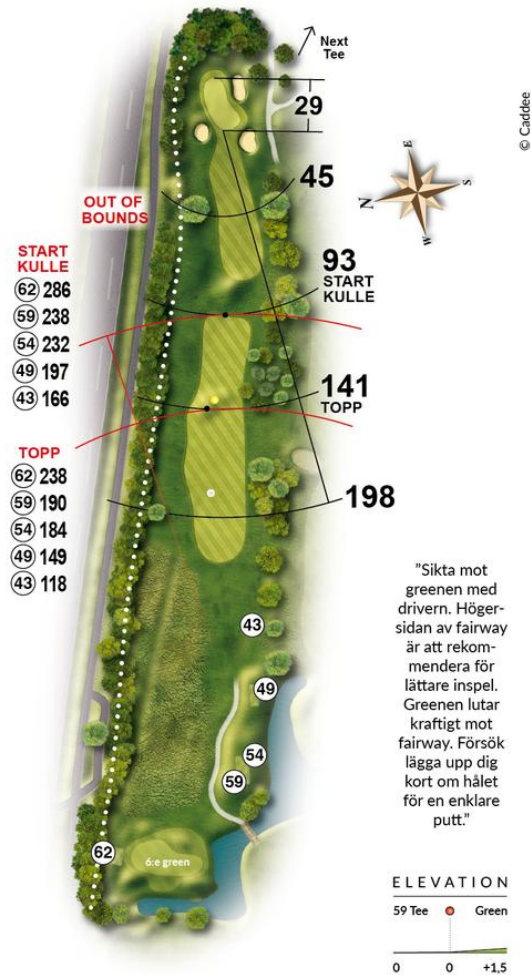 Next
Tee
29
© Caddee
E
S
N
W
45
OUT OF
BOUNDS
START
KULLE
62 286
59 238
54 232
49 197
43 166
93
START
KULLE
141
TOPP
TOPP
62 238
59 190
54 184
49 149
43 118
198
43
49
54
59
62
6:e green
"Sikta mot
greenen med
drivern. Höger-
sidan av fairway
är att rekom-
mendera för
lättare inspel.
Greenen lutar
kraftigt mot
fairway. Försök
lägga upp dig
kort om hålet
för en enklare
putt."
ELEVATION
59 Tee Green
0 0 +1,5